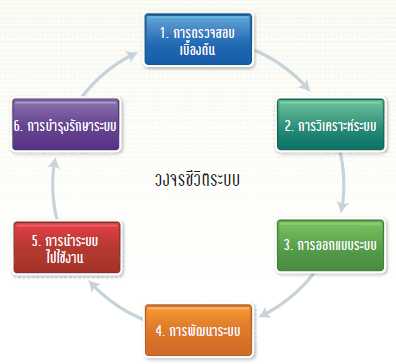 1. การตรวจสอบ
เบื้องต้น
2. การวิเคราะห์ระบบ
3. การออกแบบระบบ
4. การพัฒนาระบบ
5. การนำระบบ
ไปใช้งาน
6. การบำรุงรักษาระบบ
วงจรชีวิตระบบ